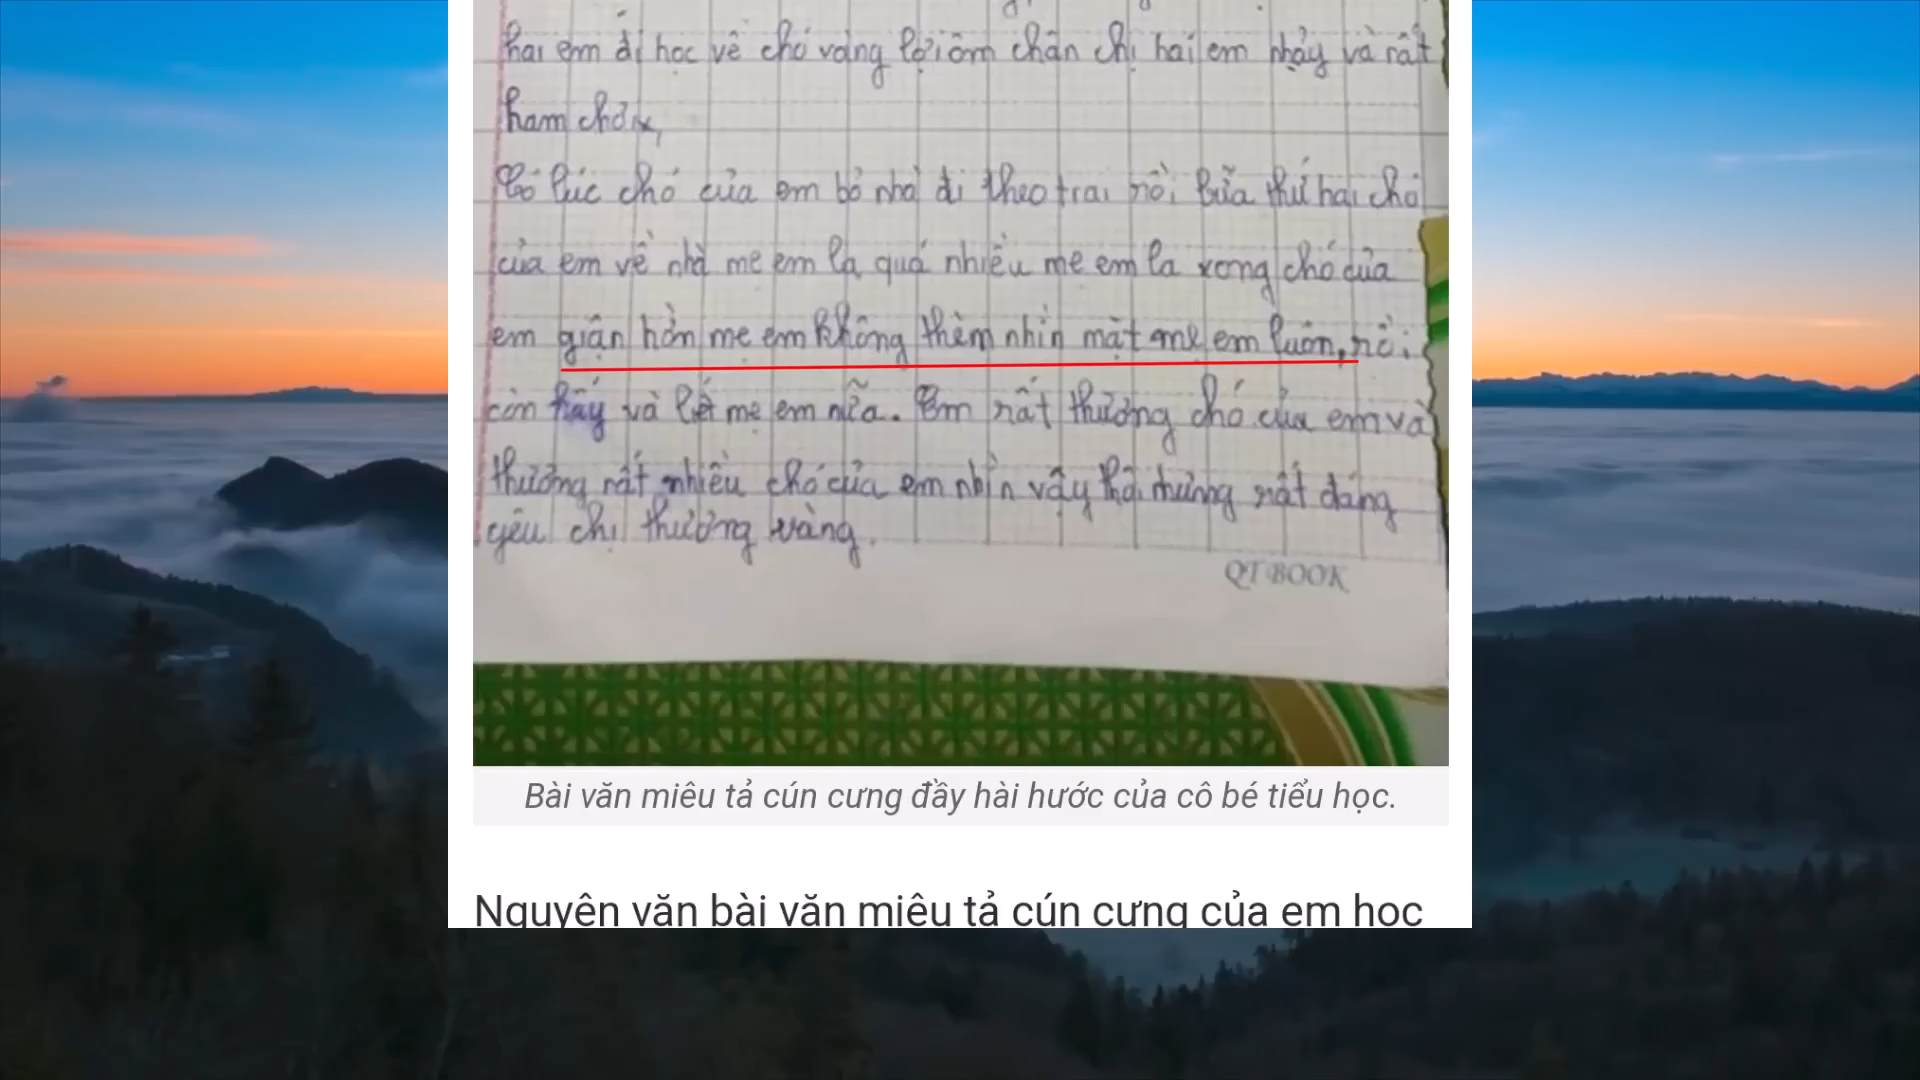 hai em đi học về chó vàng lại ôm chân chị hai em nhảy và rất
ham chơi,
Có lúc chó của em bỏ nhà đi theo trai rồi bữa thứ hai chó
của em về nhà mẹ em la quá nhiều mẹ em la xong chó của
em giận hờn mẹ em không thèm nhìn mặt mẹ em luôn, rồi
còn háy và liết mẹ em nữa. Em rất thương chó của em và
thương rất nhiều chó của em nhìn vậy thôi nhưng rất đáng
yêu chị thương vàng.
QT BOOK
Bài văn miêu tả cún cưng đầy hài hước của cô bé tiểu học.
Nguyên văn bài văn miêu tả cún cưng của em học